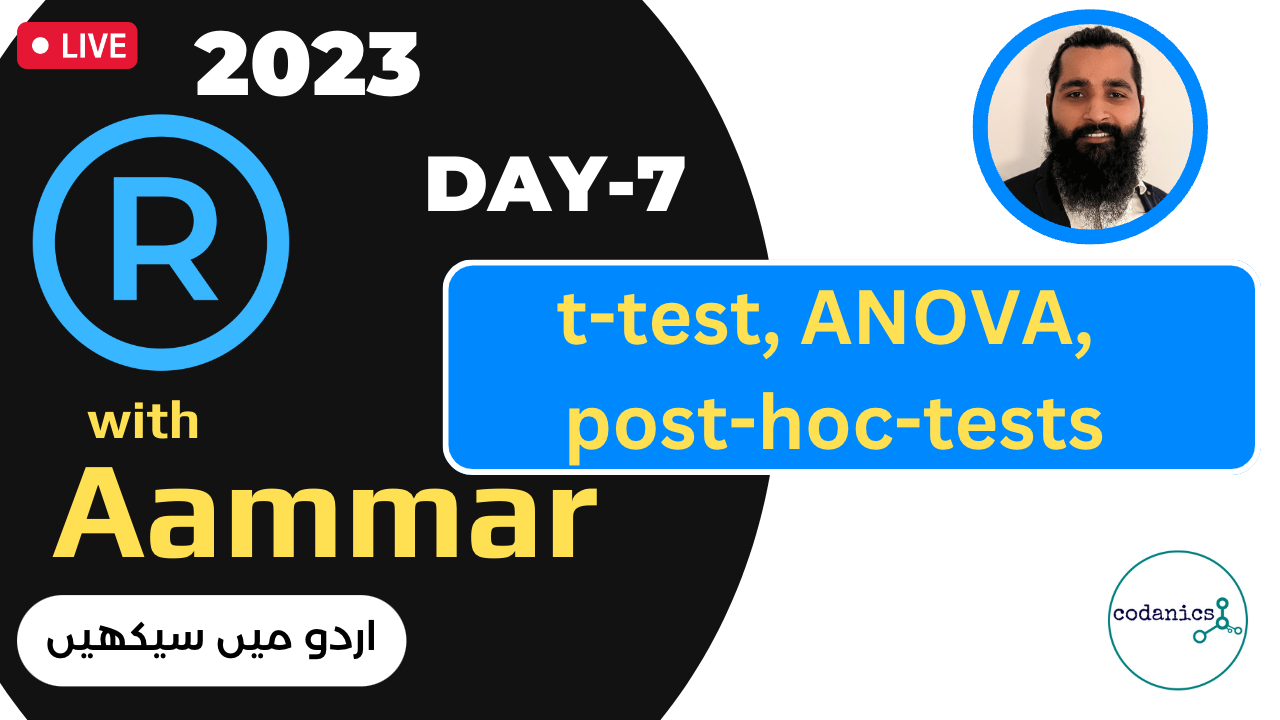 LIVE
2023
R
DAY-7
t-test, ANOVA,
post-hoc-tests
with
Aammar
اردو میں سیکھیں
codanics